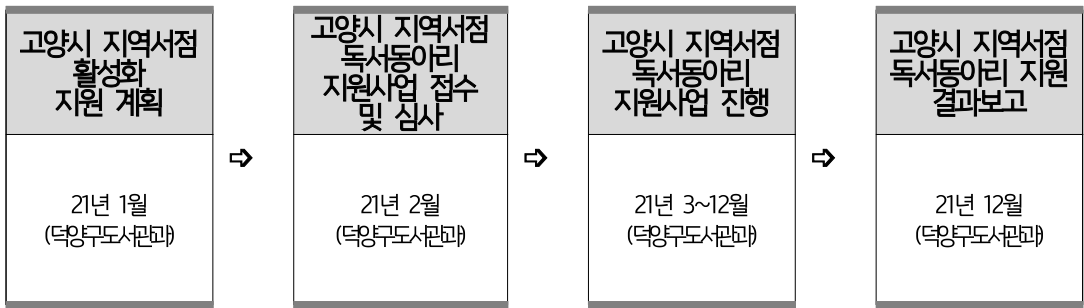 고양시 지역서점
활성화
지원 계획
21년 1월
(덕양구도서관과)
⇨
고양시 지역서점
독서동아리
지원사업 접수
및 심사
21년 2월
(덕양구도서관과)
⇨
고양시 지역서점
독서동아리
지원사업 진행
21년 3~12월
(덕양구도서관과)
⇨
고양시 지역서점
독서동아리 지원
결과보고
21년 12월
(덕양구도서관과)